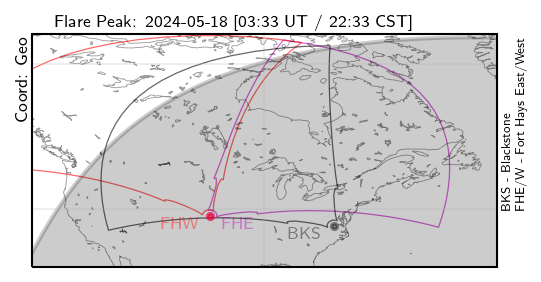 Flare Peak: 2024-05-18 [03:33 UT / 22:33 CST]
Coord: Geo
FHW
FHE
BKS
BKS - Blackstone
FHE/W - Fort Hays East/West